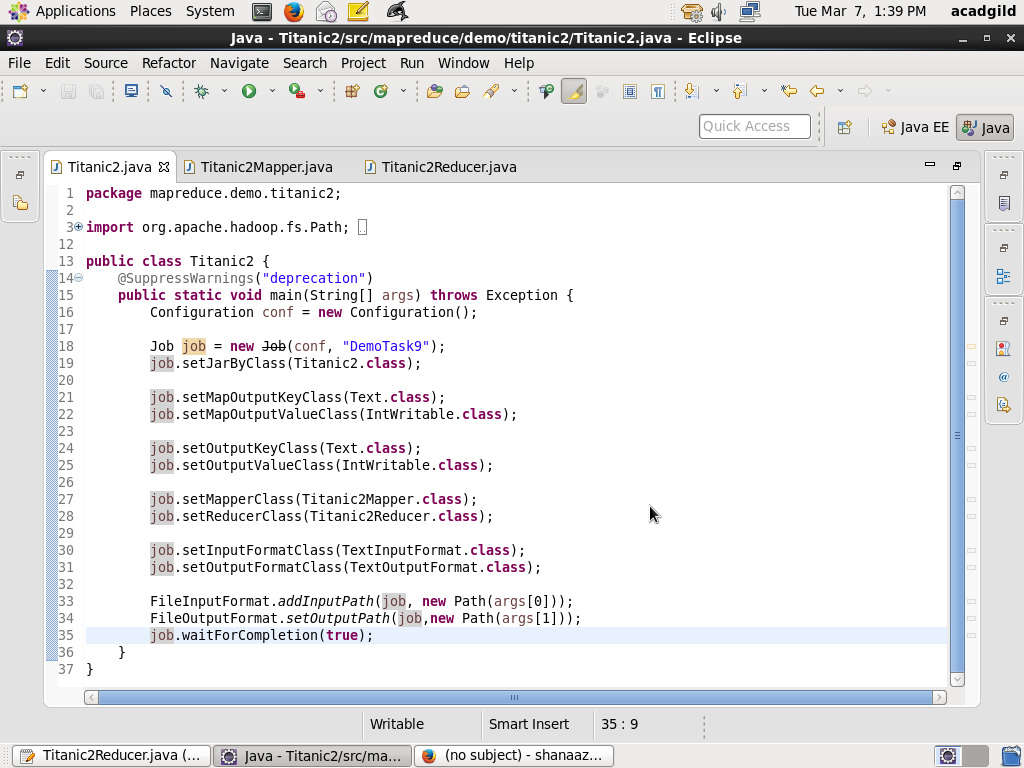 Applications Places System Tue Mar 7, 1:39 PM acadgild
Java - Titanic2/src/mapreduce/demo/titanic2/Titanic2.java - Eclipse
File Edit Source Refactor Navigate Search Project Run Window Help
Quick Access Java EE Java
Titanic2.java Titanic2Mapper.java Titanic2Reducer.java
1 package mapreduce.demo.titanic2;
2
3 import org.apache.hadoop.fs.Path;
12
13 public class Titanic2 {
14 @SuppressWarnings("deprecation")
15 public static void main(String[] args) throws Exception {
16 Configuration conf = new Configuration();
17
18 Job job = new Job(conf, "DemoTask9");
19 job.setJarByClass(Titanic2.class);
20
21 job.setMapOutputKeyClass(Text.class);
22 job.setMapOutputValueClass(IntWritable.class);
23
24 job.setOutputKeyClass(Text.class);
25 job.setOutputValueClass(IntWritable.class);
26
27 job.setMapperClass(Titanic2Mapper.class);
28 job.setReducerClass(Titanic2Reducer.class);
29
30 job.setInputFormatClass(TextInputFormat.class);
31 job.setOutputFormatClass(TextOutputFormat.class);
32
33 FileInputFormat.addInputPath(job, new Path(args[0]));
34 FileOutputFormat.setOutputPath(job,new Path(args[1]));
35 job.waitForCompletion(true);
36 }
37 }
Writable Smart Insert 35 : 9
Titanic2Reducer.java (... Java - Titanic2/src/ma... (no subject) - shanaaz...